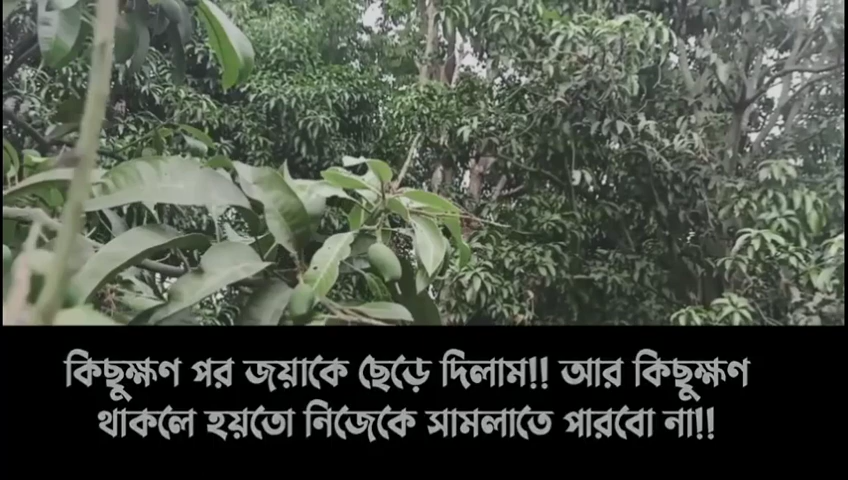 কিছুক্ষণ পর জয়াকে ছেড়ে দিলাম!! আর কিছুক্ষণ
থাকলে হয়তো নিজেকে সামলাতে পারবো না!!